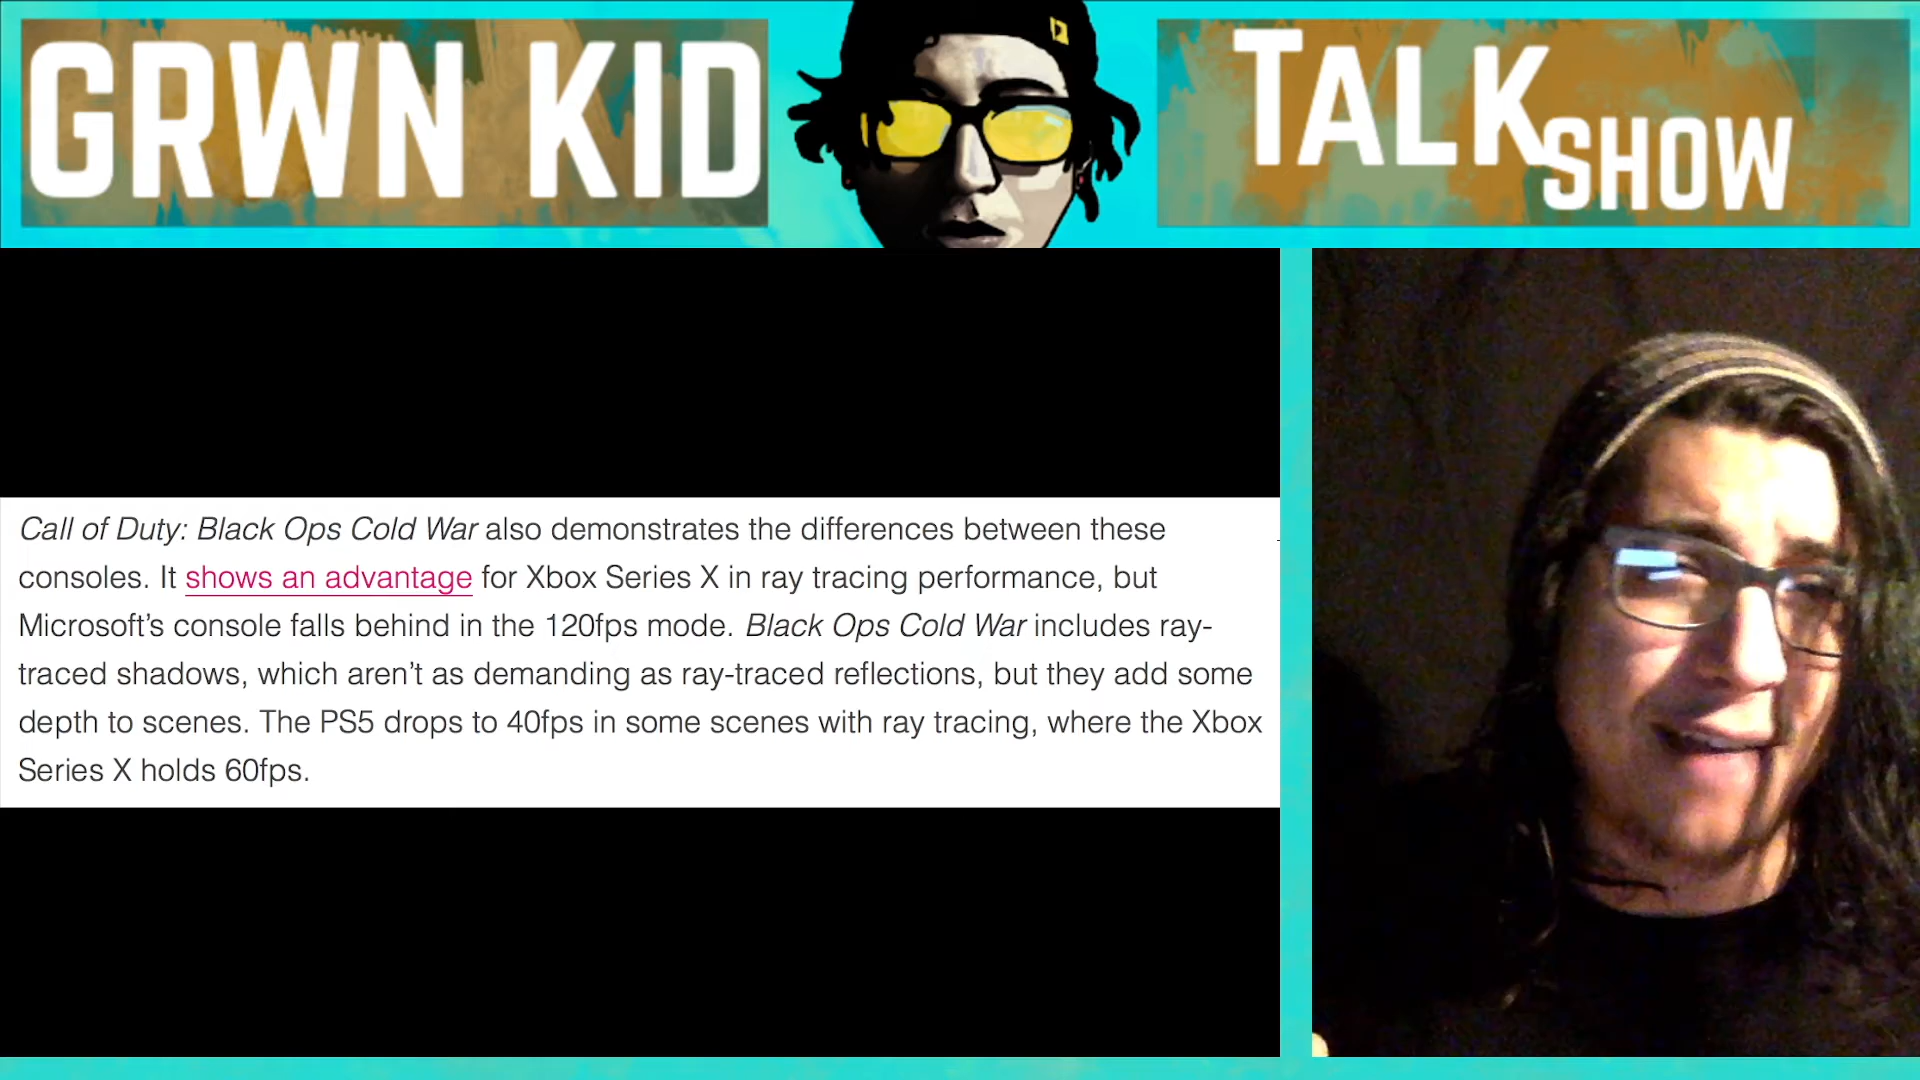 GRWN KID
TALK SHOW
Call of Duty: Black Ops Cold War also demonstrates the differences between these
consoles. It shows an advantage for Xbox Series X in ray tracing performance, but
Microsoft’s console falls behind in the 120fps mode. Black Ops Cold War includes ray-
traced shadows, which aren’t as demanding as ray-traced reflections, but they add some
depth to scenes. The PS5 drops to 40fps in some scenes with ray tracing, where the Xbox
Series X holds 60fps.